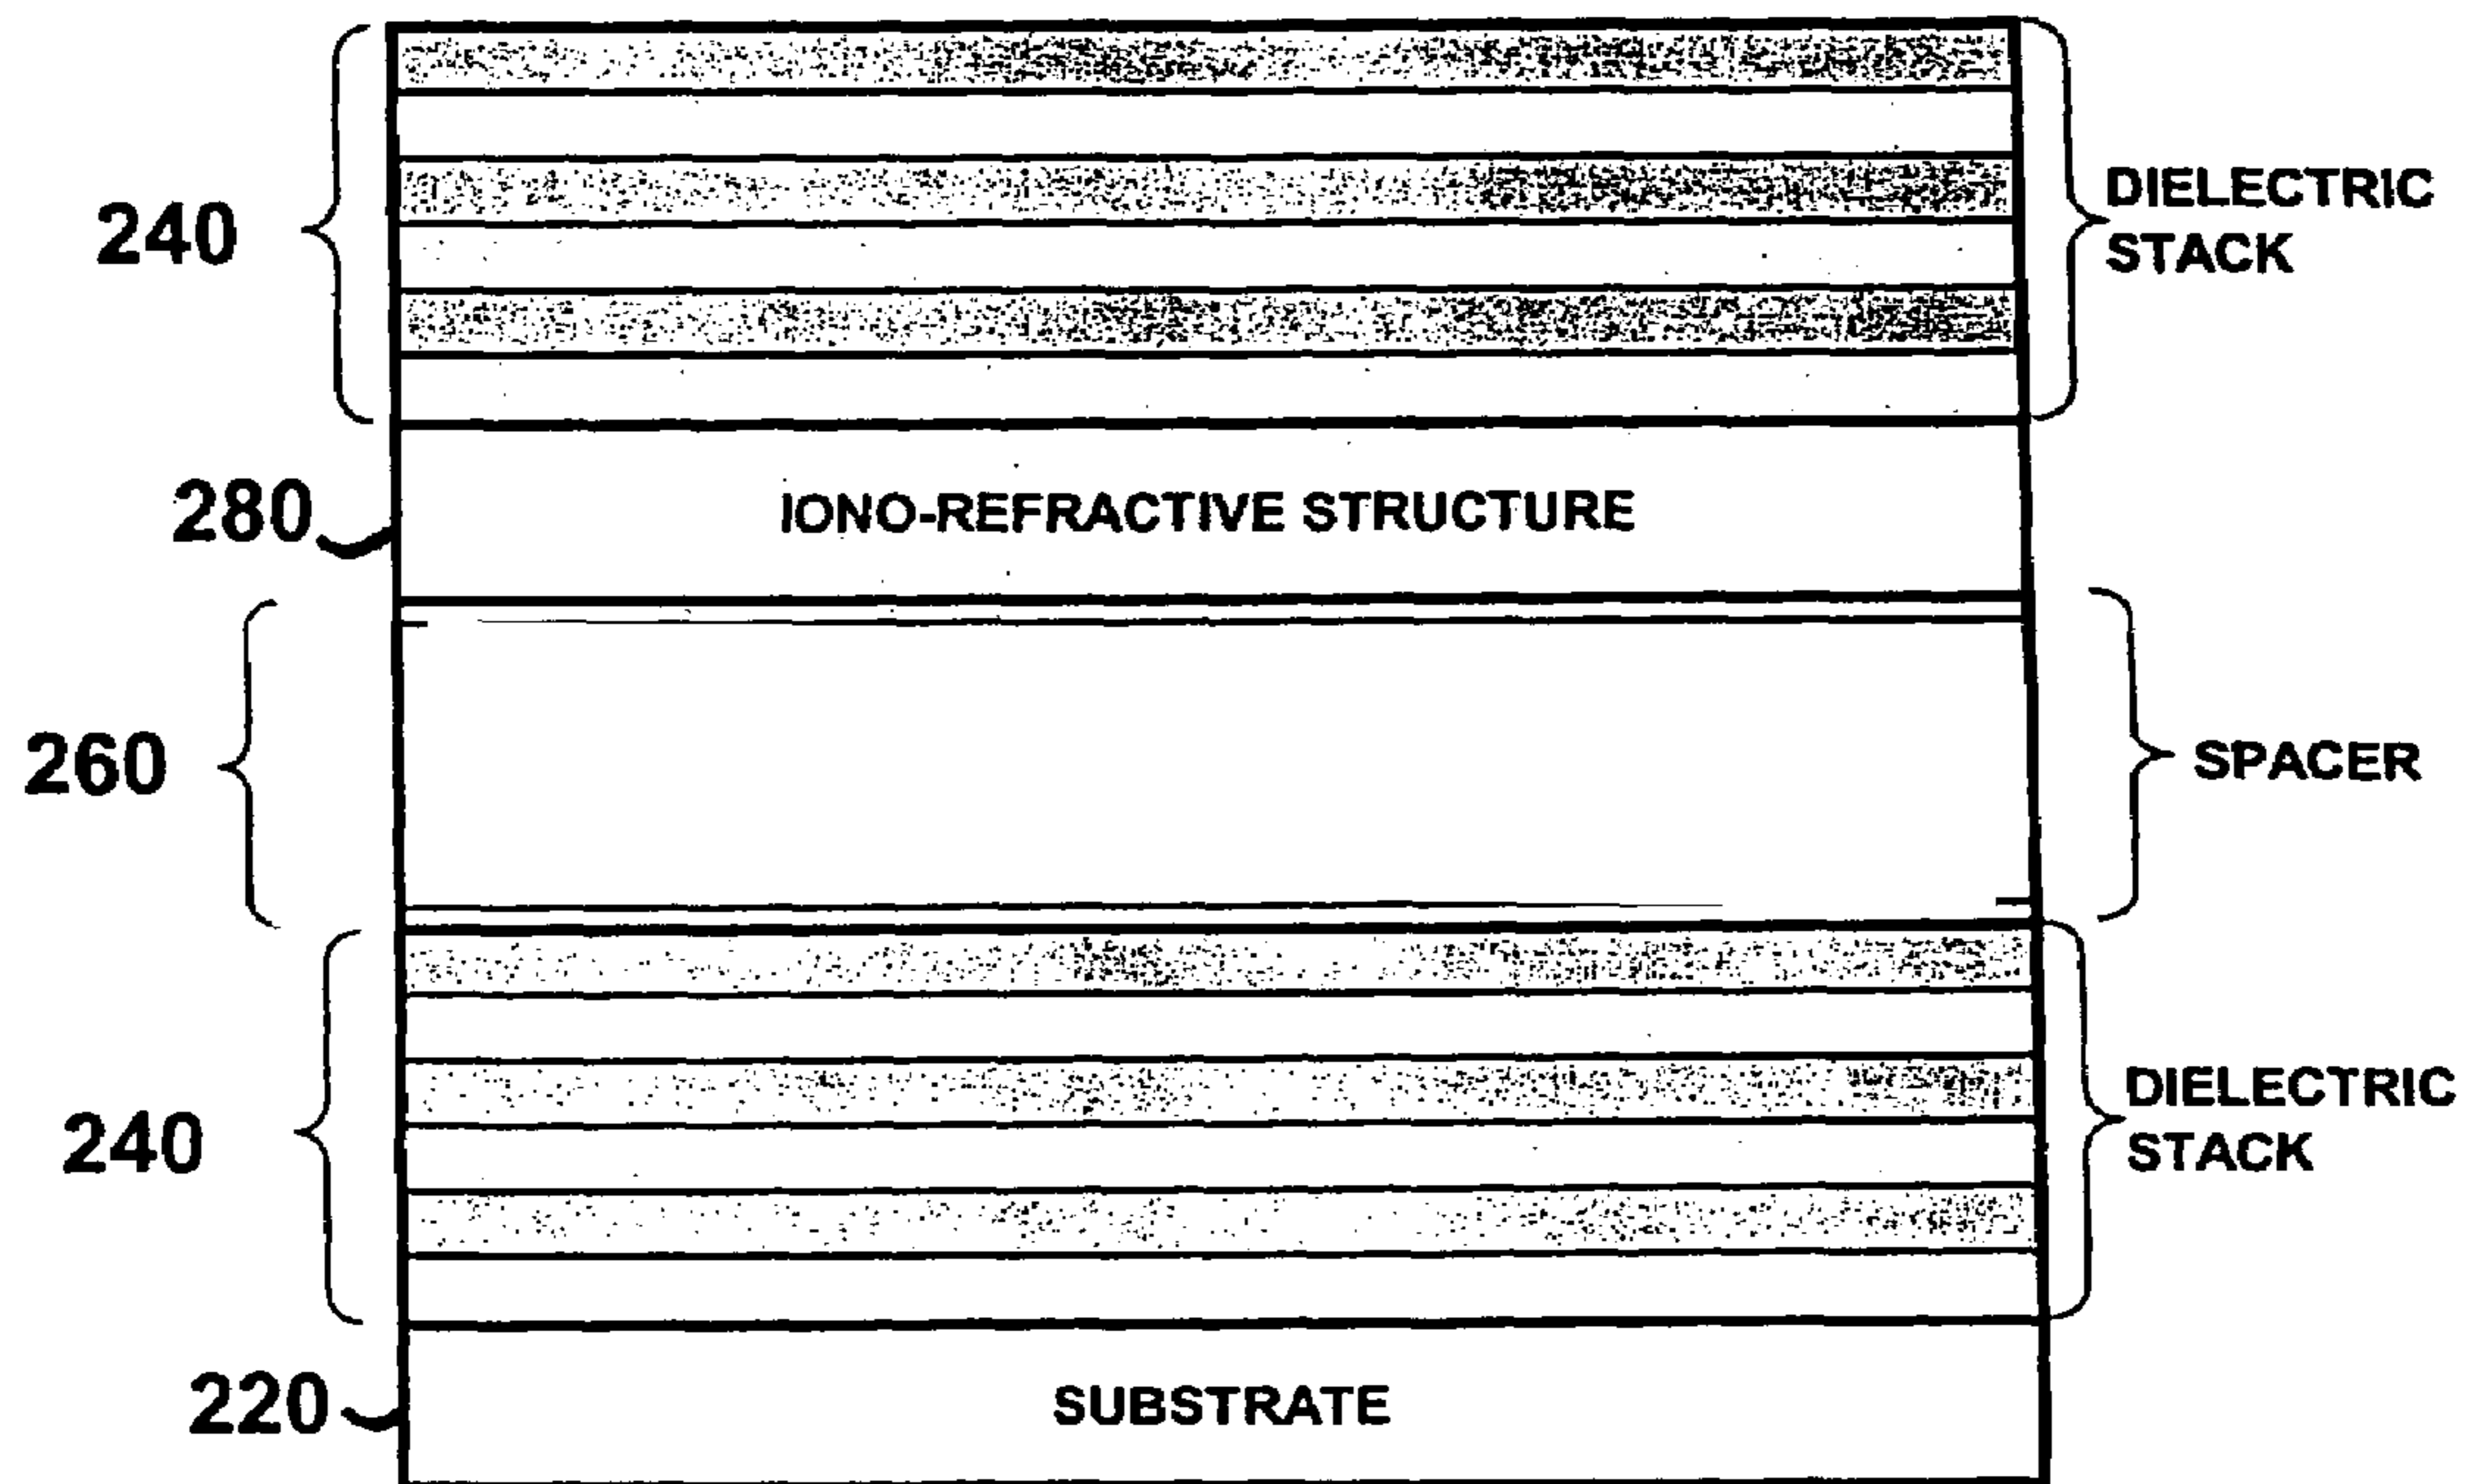 240
DIELECTRIC
STACK
280
IONO-REFRACTIVE STRUCTURE
260
SPACER
240
DIELECTRIC
STACK
220
SUBSTRATE